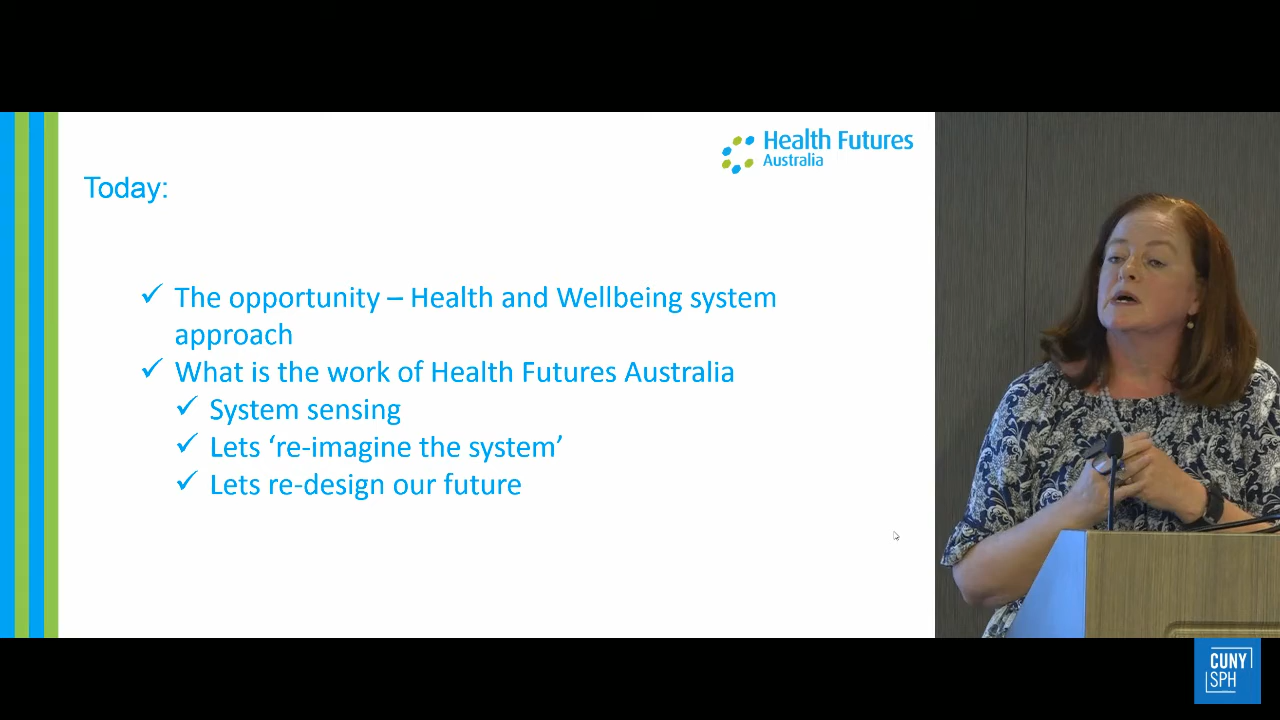 Health Futures
Australia
Today:
✓ The opportunity – Health and Wellbeing system
approach
✓ What is the work of Health Futures Australia
✓ System sensing
✓ Lets ‘re-imagine the system’
✓ Lets re-design our future
CUNY
SPH